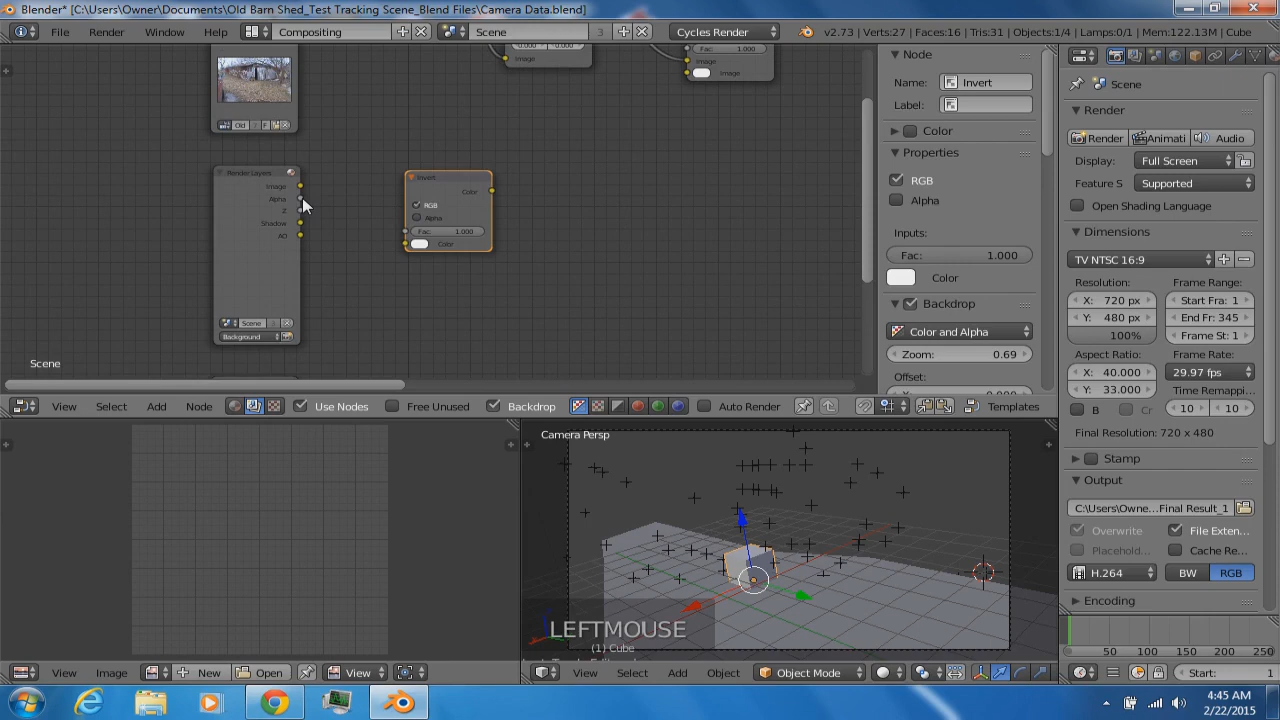 Blender* [C:\Users\Owner\Documents\Old Barn Shed_Test Tracking Scene_Blend Files\Camera Data.blend]
File Render Window Help Compositing Scene 3 Cycles Render v2.73 | Verts:27 | Faces:16 | Tris:31 | Objects:1/4 | Lamps:0/1 | Mem:122.13M | Cube
Image
Fac: 1.000
Image
Image
Old F
Render Layers
Image
Alpha
Z
Shadow
AO
Scene
Background
Invert
Color
RGB
Alpha
Fac: 1.000
Color
Scene
Node
Name: Invert
Label:
Color
Properties
RGB
Alpha
Inputs:
Fac: 1.000
Color
Backdrop
Color and Alpha
Zoom: 0.69
Offset:
Scene
Render
Render Animati Audio
Display: Full Screen
Feature S Supported
Open Shading Language
Dimensions
TV NTSC 16:9
Resolution: Frame Range:
X: 720 px Start Fra: 1
Y: 480 px End Fr: 345
100% Frame St: 1
Aspect Ratio: Frame Rate:
X: 40.000 29.97 fps
Y: 33.000 Time Remappi...
B Cr 10 10
Final Resolution: 720 x 480
Stamp
Output
C:\Users\Owne...Final Result_1
Overwrite File Exten...
Placehold... Cache Re...
H.264 BW RGB
Encoding
View Select Add Node Use Nodes Free Unused Backdrop Auto Render Templates
Camera Persp
LEFTMOUSE
(1) Cube
View Image New Open View
View Select Add Object Object Mode
50 100 150 200 250
Start: 1
4:45 AM
2/22/2015